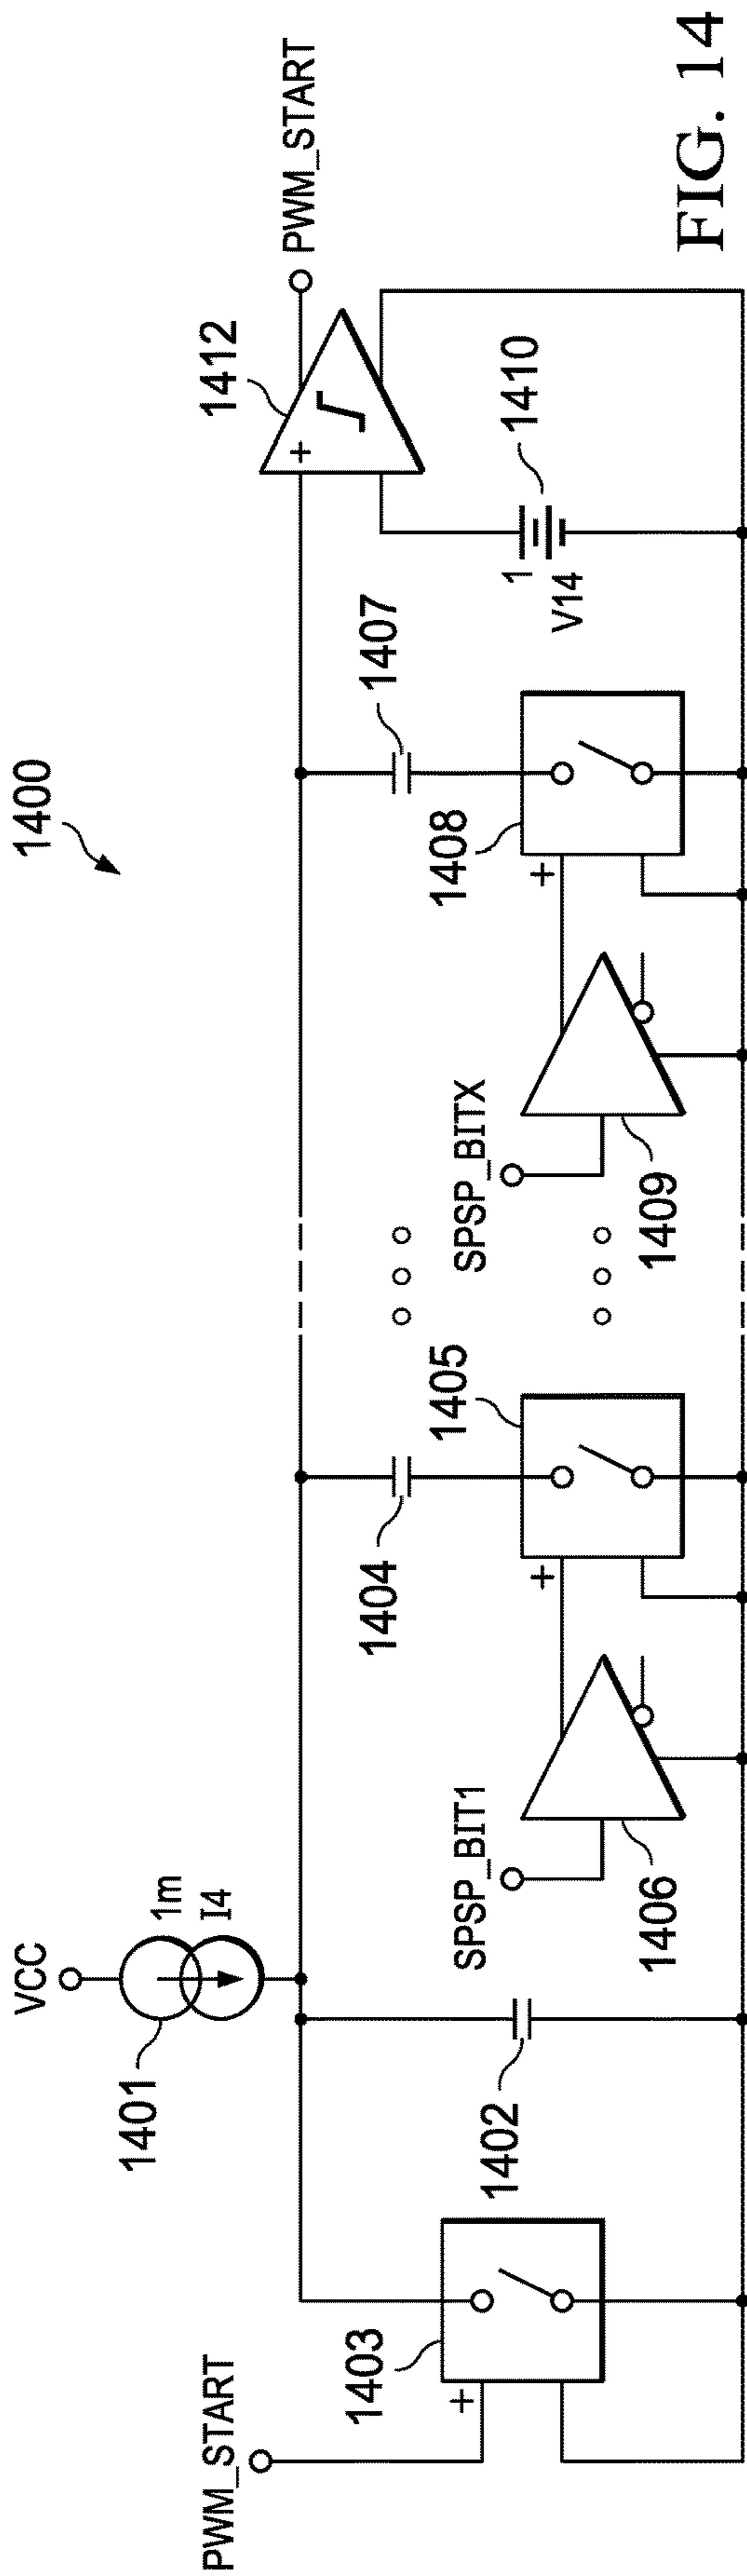 1400
VCC
1m
I4
1401
PWM_START
1403
+
1402
SPSP_BIT1
1406
+
1404
1405
SPSP_BITX
1409
+
1408
1407
1
V14
1410
+
1412
PWM_START
FIG. 14